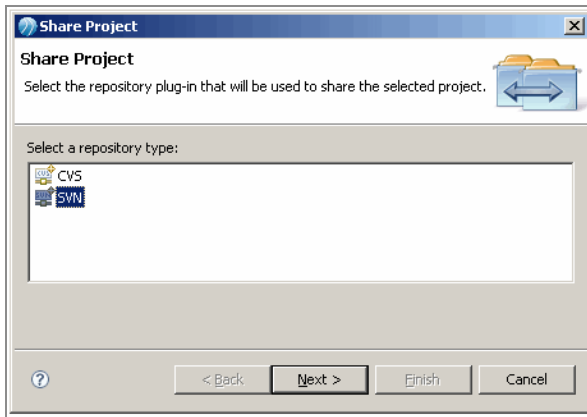 Share Project
Share Project
Select the repository plug-in that will be used to share the selected project.
Select a repository type:
CVS
SVN
< Back Next > Finish Cancel